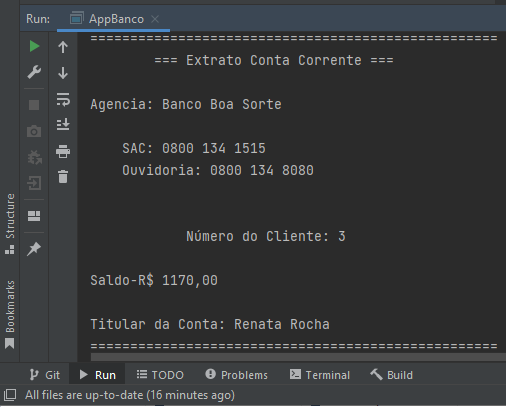 Run: AppBanco
===================================================
=== Extrato Conta Corrente ===
Agencia: Banco Boa Sorte
SAC: 0800 134 1515
Ouvidoria: 0800 134 8080
Número do Cliente: 3
Saldo-R$ 1170,00
Titular da Conta: Renata Rocha
===================================================
Structure
Bookmarks
Git Run TODO Problems Terminal Build
All files are up-to-date (16 minutes ago)